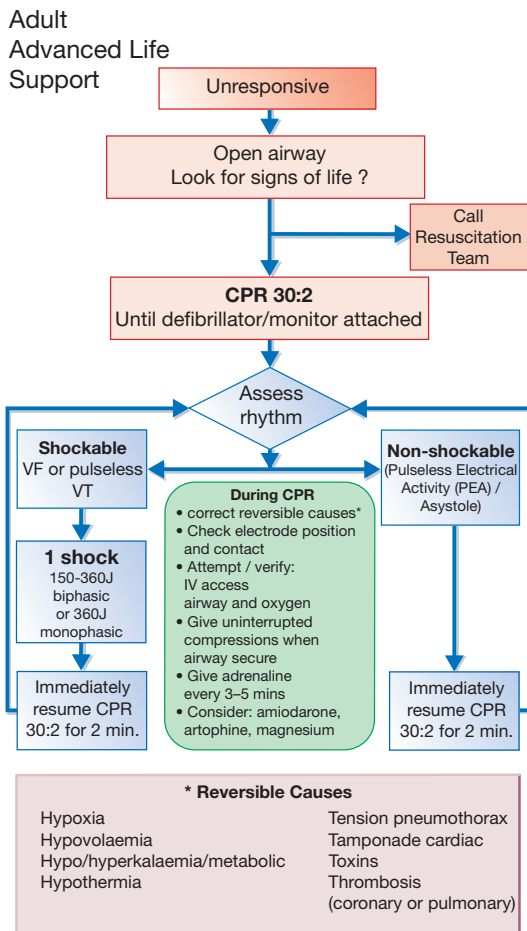 Adult
Advanced Life
Support
Unresponsive
Open airway
Look for signs of life ?
Call
Resuscitation
Team
CPR 30:2
Until defibrillator/monitor attached
Assess
rhythm
Shockable
VF or pulseless
VT
1 shock
150-360J
biphasic
or 360J
monophasic
Immediately
resume CPR
30:2 for 2 min.
During CPR
• correct reversible causes*
• Check electrode position
and contact
• Attempt / verify:
IV access
airway and oxygen
• Give uninterrupted
compressions when
airway secure
• Give adrenaline
every 3–5 mins
• Consider: amiodarone,
artophine, magnesium
Non-shockable
(Pulseless Electrical
Activity (PEA) /
Asystole)
Immediately
resume CPR
30:2 for 2 min.
* Reversible Causes
Hypoxia
Hypovolaemia
Hypo/hyperkalaemia/metabolic
Hypothermia
Tension pneumothorax
Tamponade cardiac
Toxins
Thrombosis
(coronary or pulmonary)